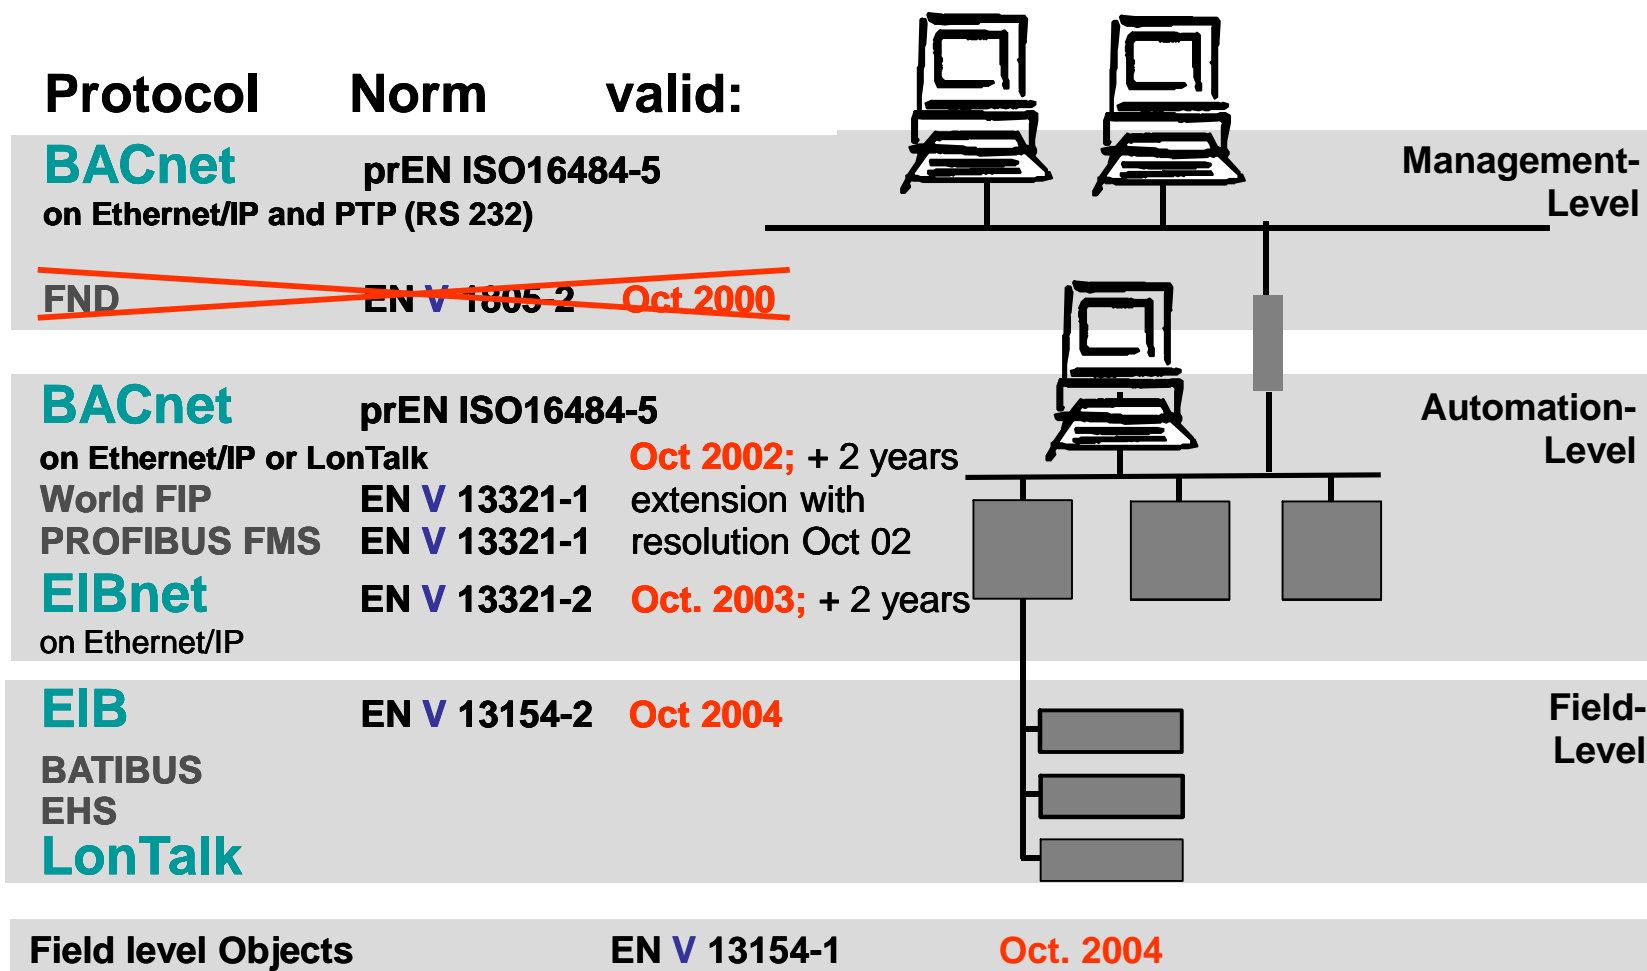 Protocol Norm valid:
BACnet prEN ISO16484-5
on Ethernet/IP and PTP (RS 232)
Management-
Level
FND EN V 1805-2 Oct 2000
BACnet prEN ISO16484-5
Automation-
Level
on Ethernet/IP or LonTalk Oct 2002; + 2 years
World FIP EN V 13321-1 extension with
PROFIBUS FMS EN V 13321-1 resolution Oct 02
EIBnet EN V 13321-2 Oct. 2003; + 2 years
on Ethernet/IP
EIB EN V 13154-2 Oct 2004
Field-
Level
BATIBUS
EHS
LonTalk
Field level Objects EN V 13154-1 Oct. 2004